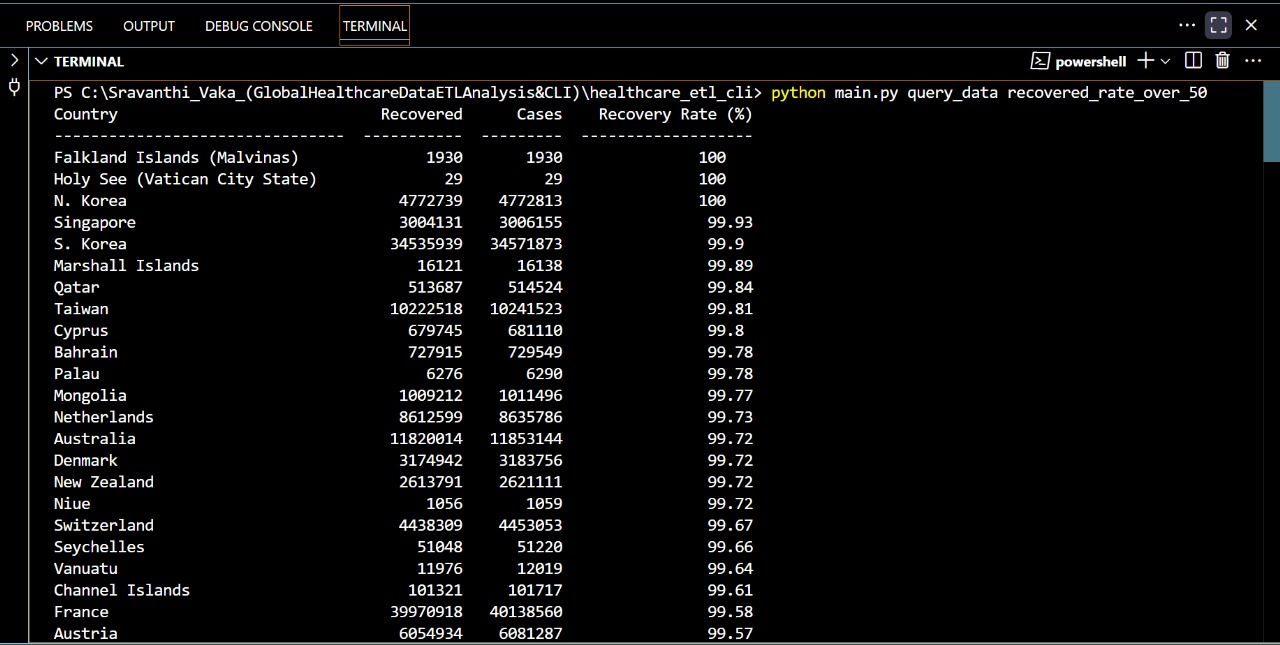 PROBLEMS OUTPUT DEBUG CONSOLE TERMINAL
TERMINAL powershell
PS C:\Sravanthi_Vaka_(GlobalHealthcareDataETLAnalysis&CLI)\healthcare_etl_cli> python main.py query_data recovered_rate_over_50
Country Recovered Cases Recovery Rate (%)
-------------------------------- ----------- --------- -------------------
Falkland Islands (Malvinas) 1930 1930 100
Holy See (Vatican City State) 29 29 100
N. Korea 4772739 4772813 100
Singapore 3004131 3006155 99.93
S. Korea 34535939 34571873 99.9
Marshall Islands 16121 16138 99.89
Qatar 513687 514524 99.84
Taiwan 10222518 10241523 99.81
Cyprus 679745 681110 99.8
Bahrain 727915 729549 99.78
Palau 6276 6290 99.78
Mongolia 1009212 1011496 99.77
Netherlands 8612599 8635786 99.73
Australia 11820014 11853144 99.72
Denmark 3174942 3183756 99.72
New Zealand 2613791 2621111 99.72
Niue 1056 1059 99.72
Switzerland 4438309 4453053 99.67
Seychelles 51048 51220 99.66
Vanuatu 11976 12019 99.64
Channel Islands 101321 101717 99.61
France 39970918 40138560 99.58
Austria 6054934 6081287 99.57